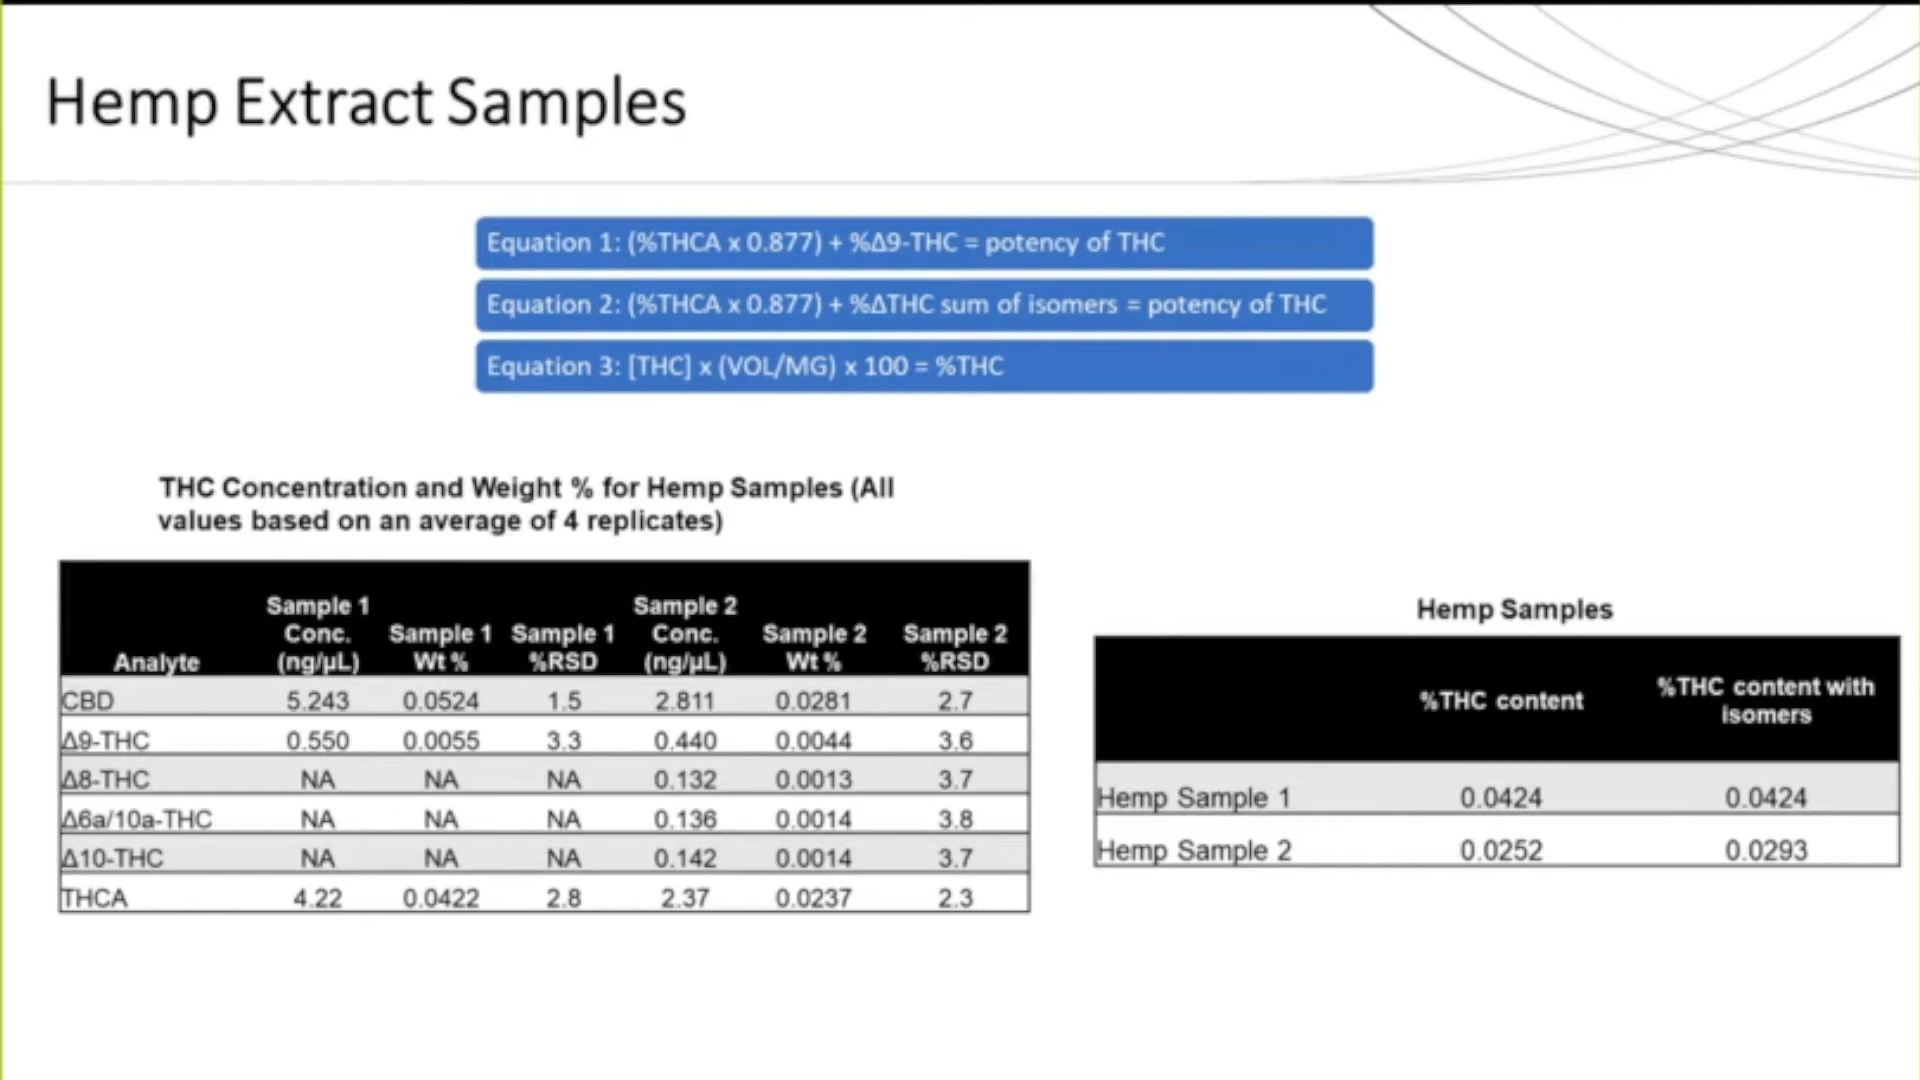 Hemp Extract Samples
Equation 1: (%THCA x 0.877) + %Δ9-THC = potency of THC
Equation 2: (%THCA x 0.877) + %ΔTHC sum of isomers = potency of THC
Equation 3: [THC] x (VOL/MG) x 100 = %THC
THC Concentration and Weight % for Hemp Samples (All
values based on an average of 4 replicates)
Analyte Sample 1 Conc. (ng/µL) Sample 1 Wt % Sample 1 %RSD Sample 2 Conc. (ng/µL) Sample 2 Wt % Sample 2 %RSD
CBD 5.243 0.0524 1.5 2.811 0.0281 2.7
Δ9-THC 0.550 0.0055 3.3 0.440 0.0044 3.6
Δ8-THC NA NA NA 0.132 0.0013 3.7
Δ6a/10a-THC NA NA NA 0.136 0.0014 3.8
Δ10-THC NA NA NA 0.142 0.0014 3.7
THCA 4.22 0.0422 2.8 2.37 0.0237 2.3
Hemp Samples
%THC content %THC content with isomers
Hemp Sample 1 0.0424 0.0424
Hemp Sample 2 0.0252 0.0293